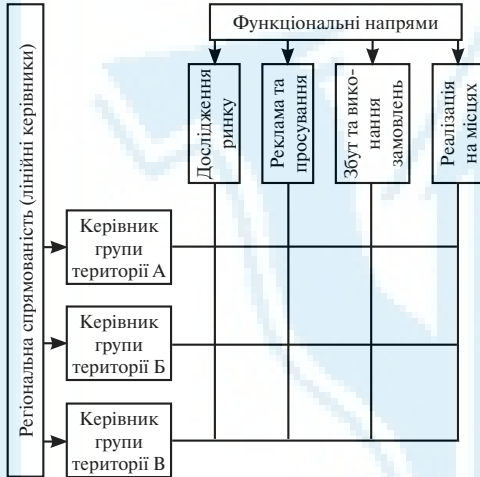 Функціональні напрями
Дослідження
ринку
Реклама та
просування
Збут та вико-
нання
замовлень
Реалізація
на місцях
Регіональна спрямованість (лінійні керівники)
Керівник
групи
території А
Керівник
групи
території Б
Керівник
групи
території В